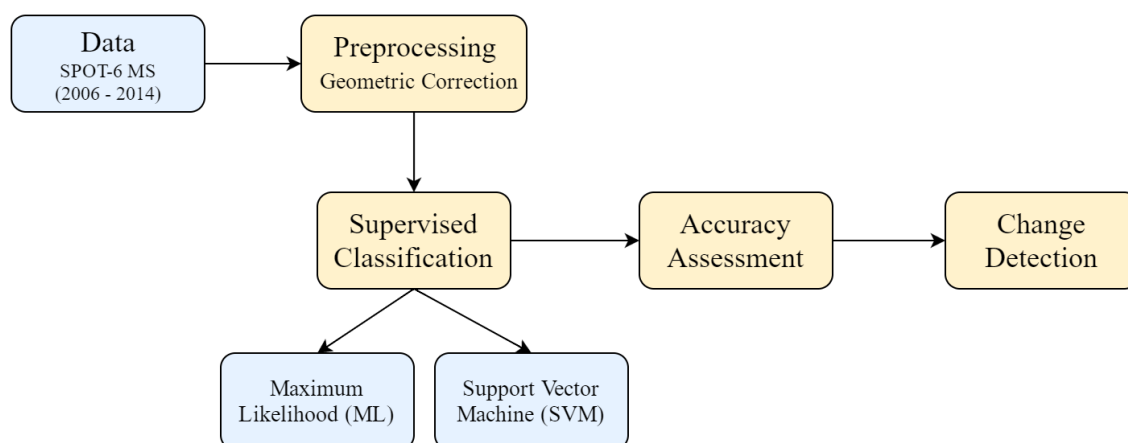 Data
SPOT-6 MS
(2006 - 2014)
Preprocessing
Geometric Correction
Supervised
Classification
Accuracy
Assessment
Change
Detection
Maximum
Likelihood (ML)
Support Vector
Machine (SVM)